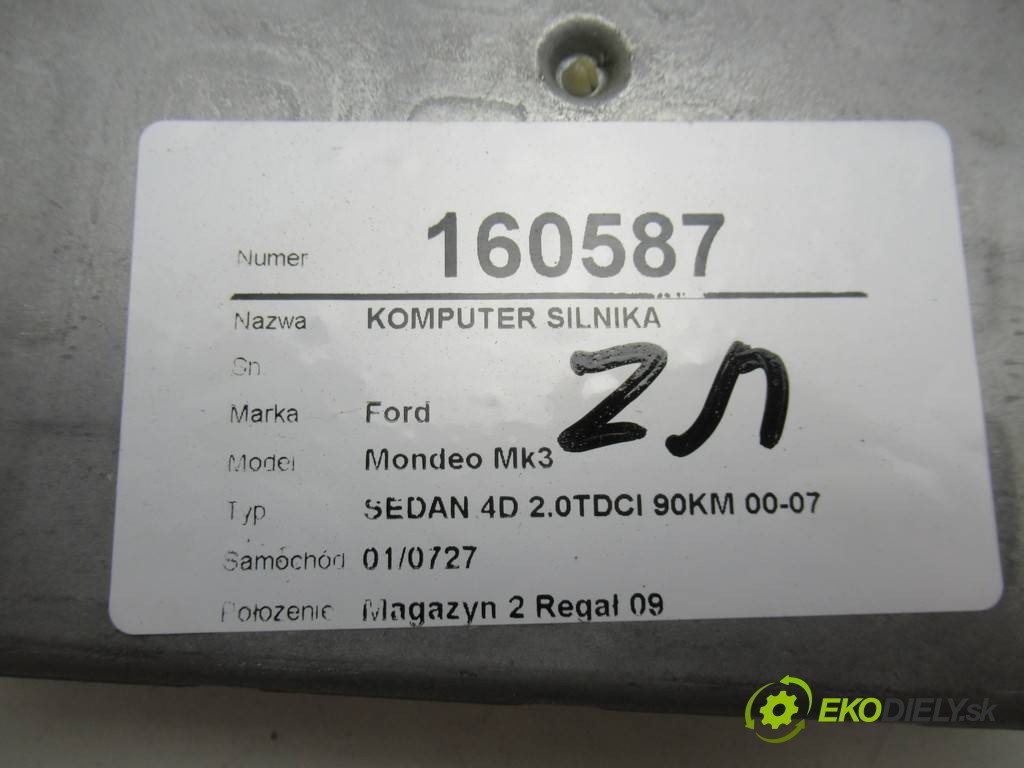 Numer 160587
Nazwa KOMPUTER SILNIKA
Sn.
Marka Ford
Model Mondeo Mk3
Typ SEDAN 4D 2.0TDCI 90KM 00-07
Samochód 01/0727
Położenie Magazyn 2 Regał 09
EKODIELY.sk